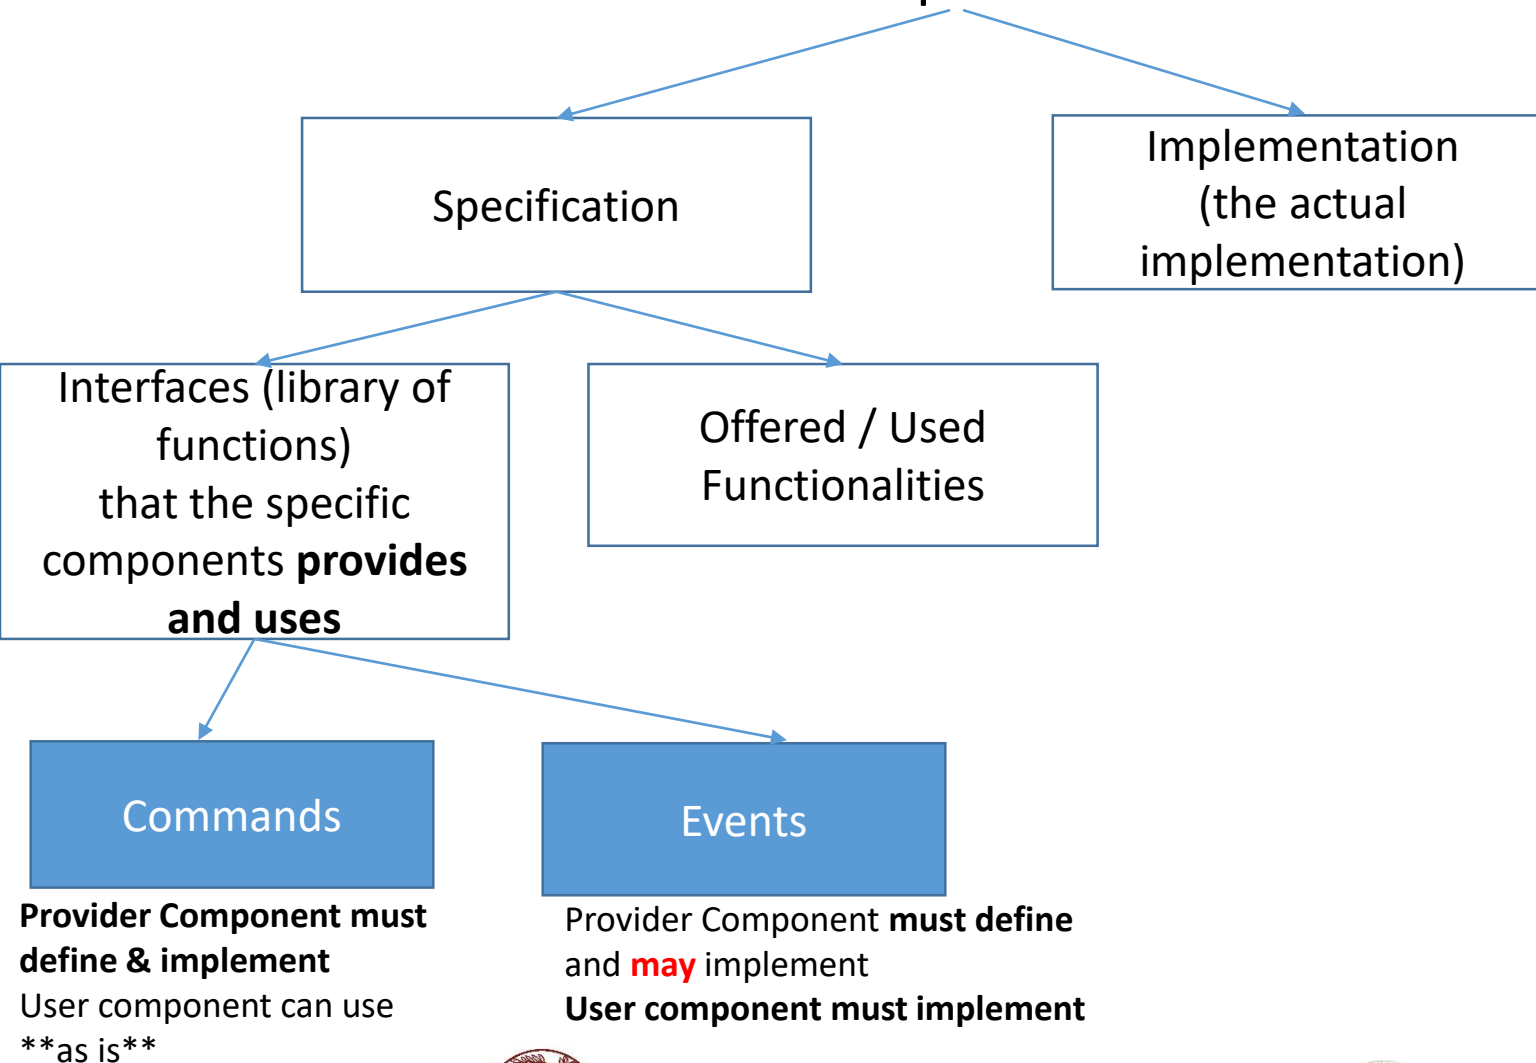 Specification
Implementation
(the actual
implementation)
Interfaces (library of
functions)
that the specific
components provides
and uses
Offered / Used
Functionalities
Commands
Events
Provider Component must
define & implement
User component can use
**as is**
Provider Component must define
and may implement
User component must implement